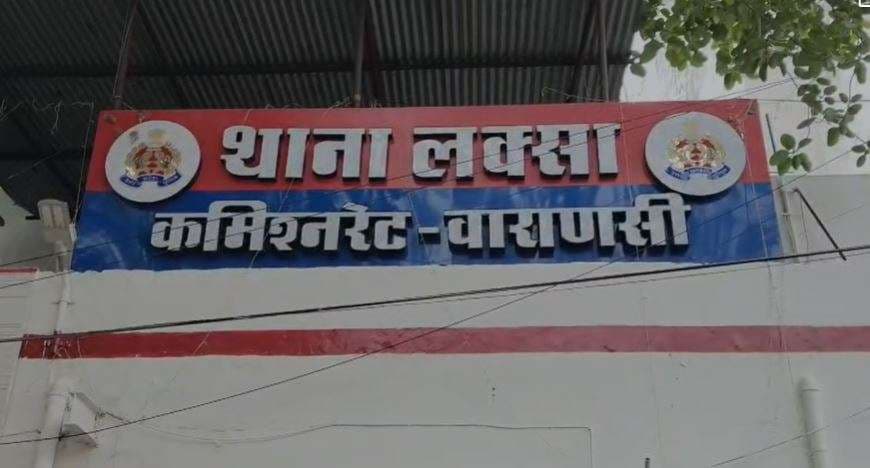 थाना लक्सा
कमिश्नरेट - वाराणसी